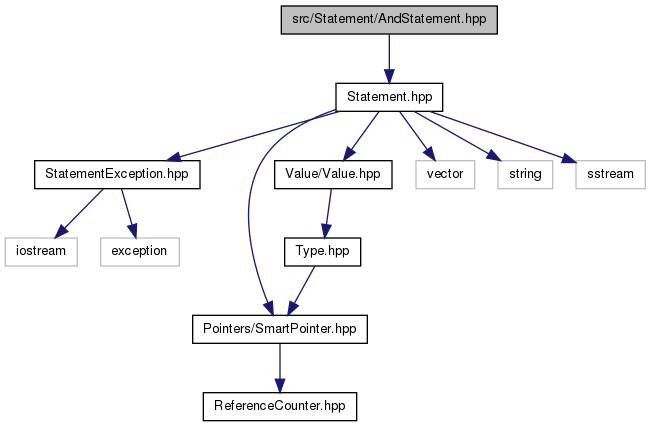 src/Statement/AndStatement.hpp
Statement.hpp
StatementException.hpp
Value/Value.hpp
vector
string
sstream
iostream
exception
Type.hpp
Pointers/SmartPointer.hpp
ReferenceCounter.hpp